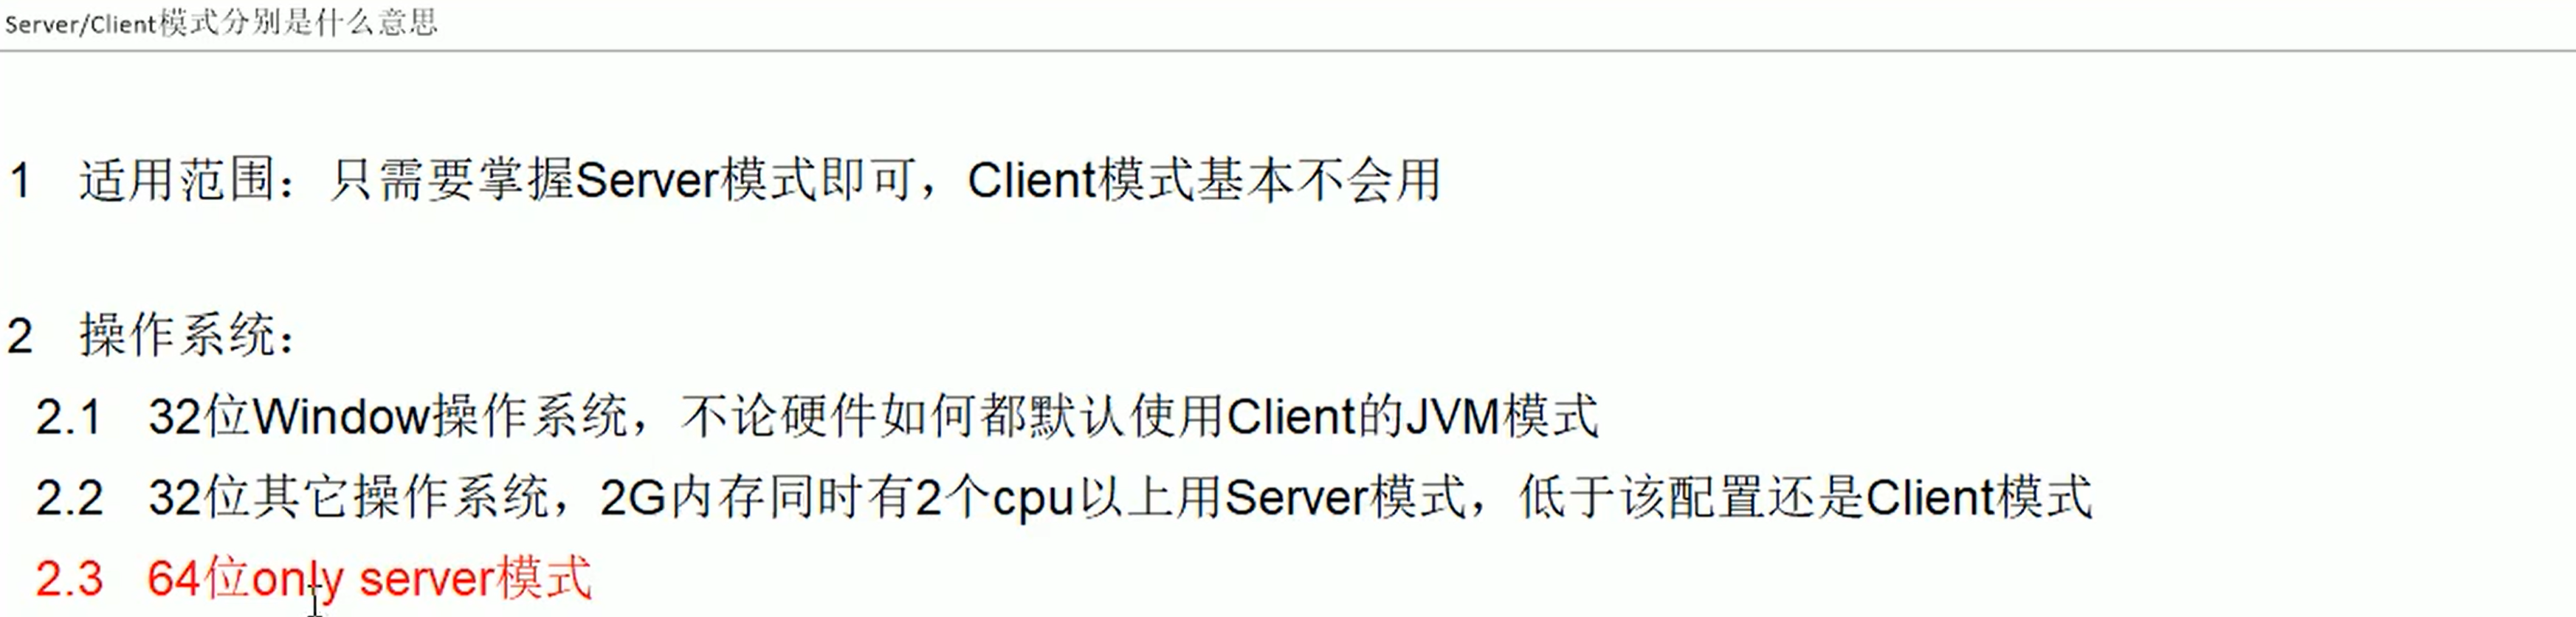 Server/Client模式分别是什么意思
1 适用范围：只需要掌握Server模式即可，Client模式基本不会用
2 操作系统：
2.1 32位Window操作系统，不论硬件如何都默认使用Client的JVM模式
2.2 32位其它操作系统，2G内存同时有2个cpu以上用Server模式，低于该配置还是Client模式
2.3 64位only server模式